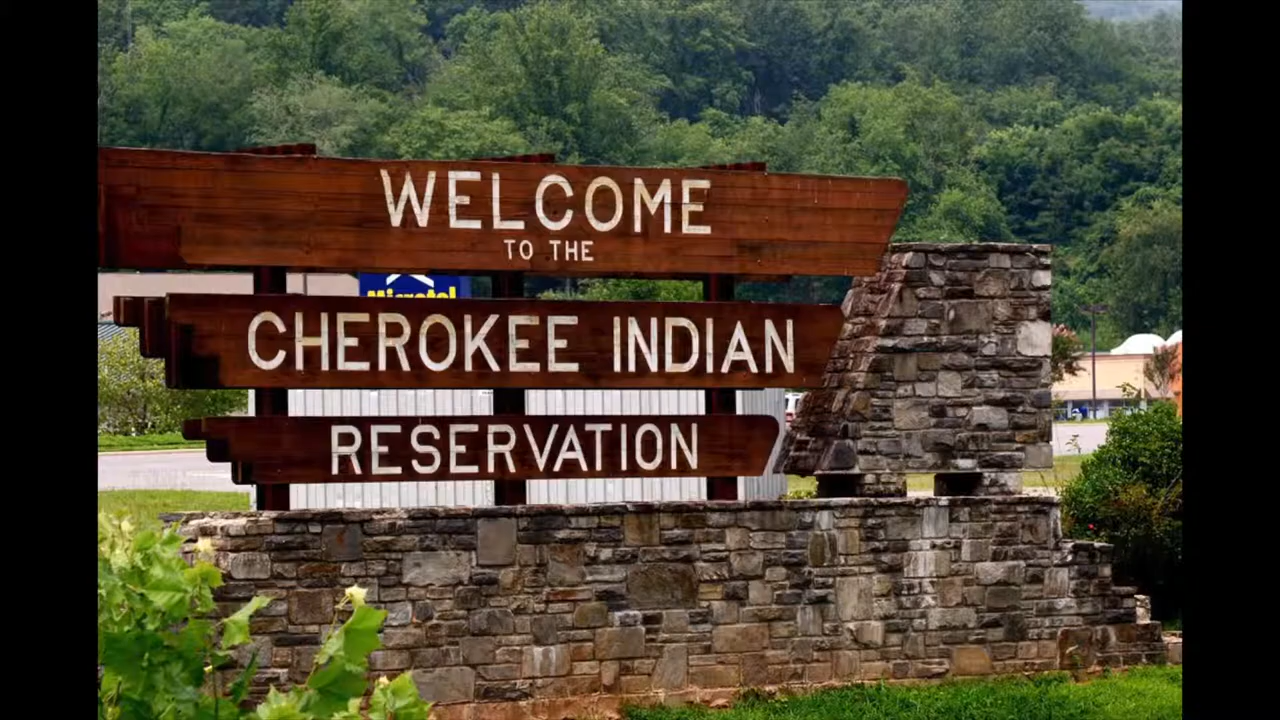 WELCOME
TO THE
Microtel
CHEROKEE INDIAN
RESERVATION